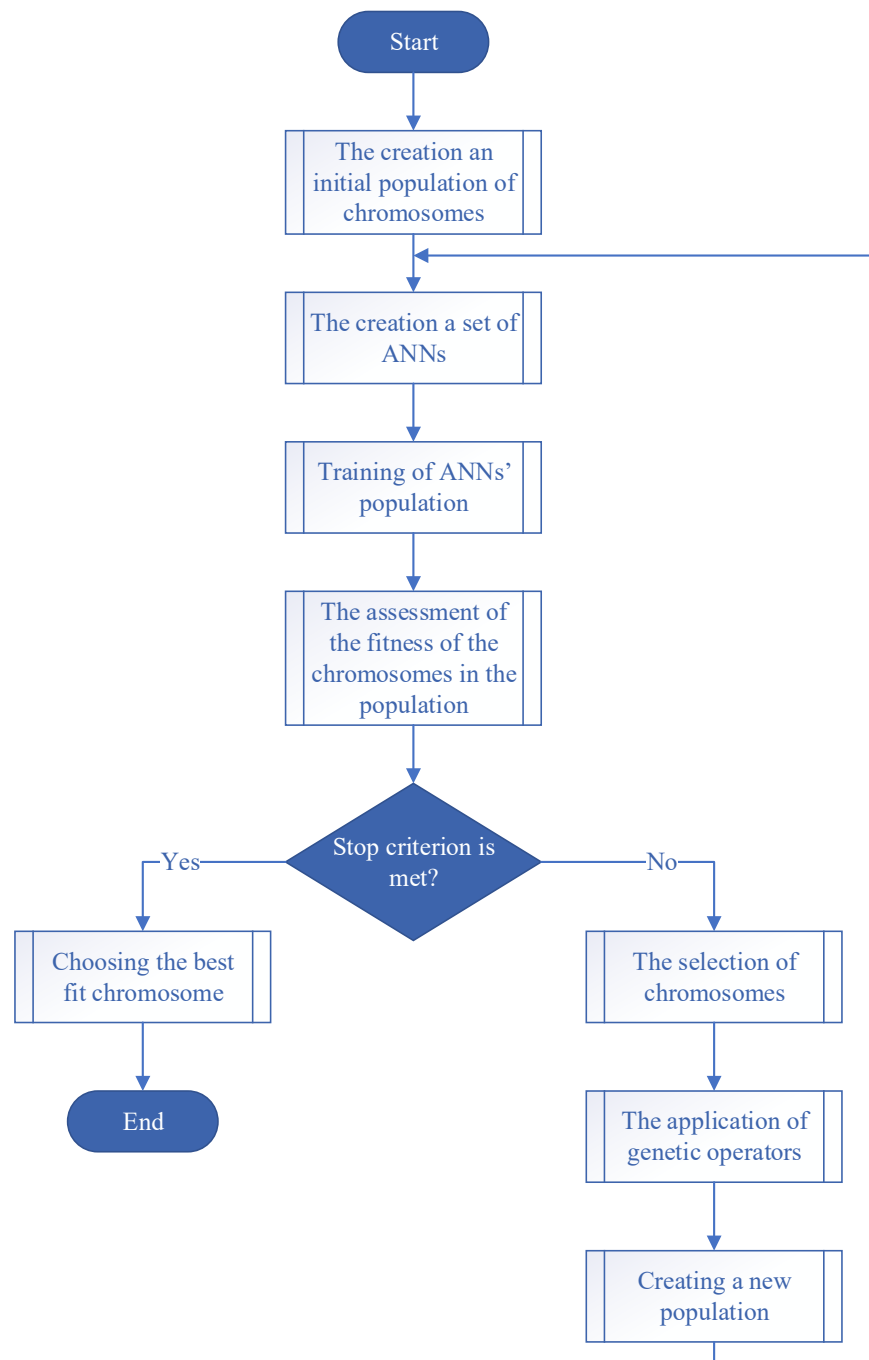 Start
The creation an
initial population of
chromosomes
The creation a set of
ANNs
Training of ANNs’
population
The assessment of
the fitness of the
chromosomes in the
population
Stop criterion is
met?
Yes
No
Choosing the best
fit chromosome
The selection of
chromosomes
End
The application of
genetic operators
Creating a new
population